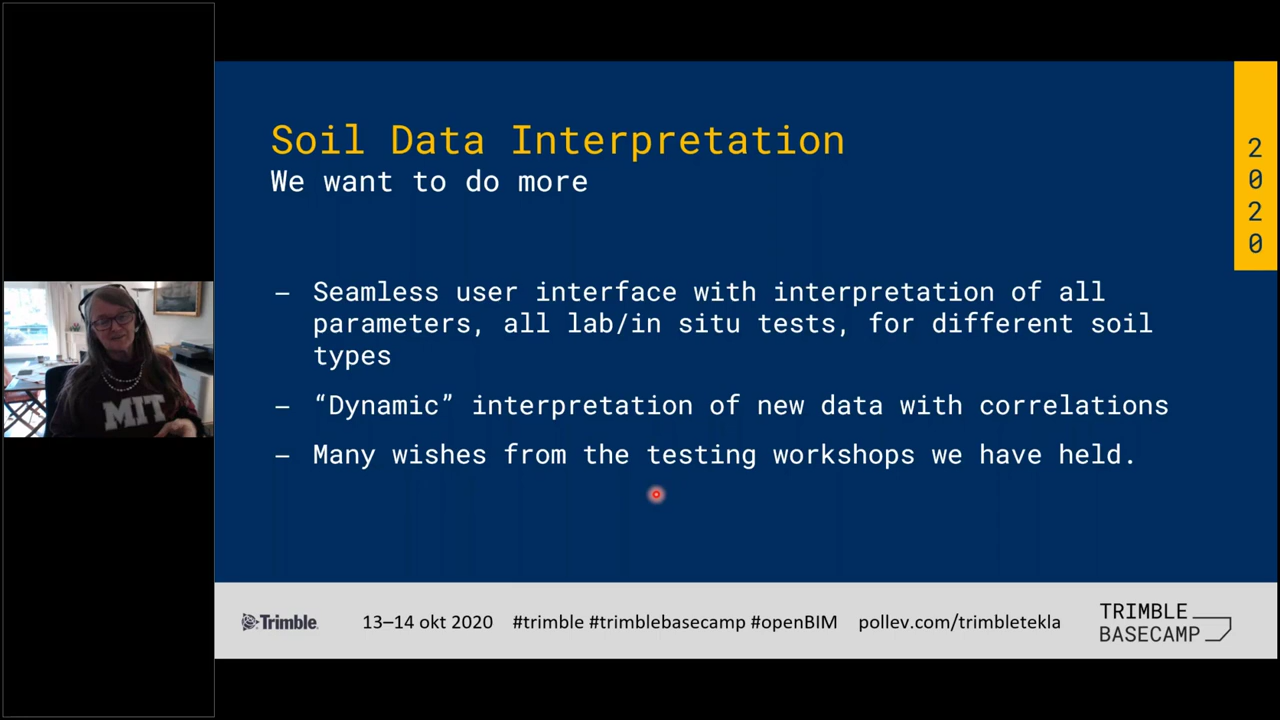 Soil Data Interpretation
We want to do more
– Seamless user interface with interpretation of all
parameters, all lab/in situ tests, for different soil
types
– “Dynamic” interpretation of new data with correlations
– Many wishes from the testing workshops we have held.
2
0
2
0
MIT
Trimble
13–14 okt 2020 #trimble #trimblebasecamp #openBIM pollev.com/trimbletekla
TRIMBLE
BASECAMP